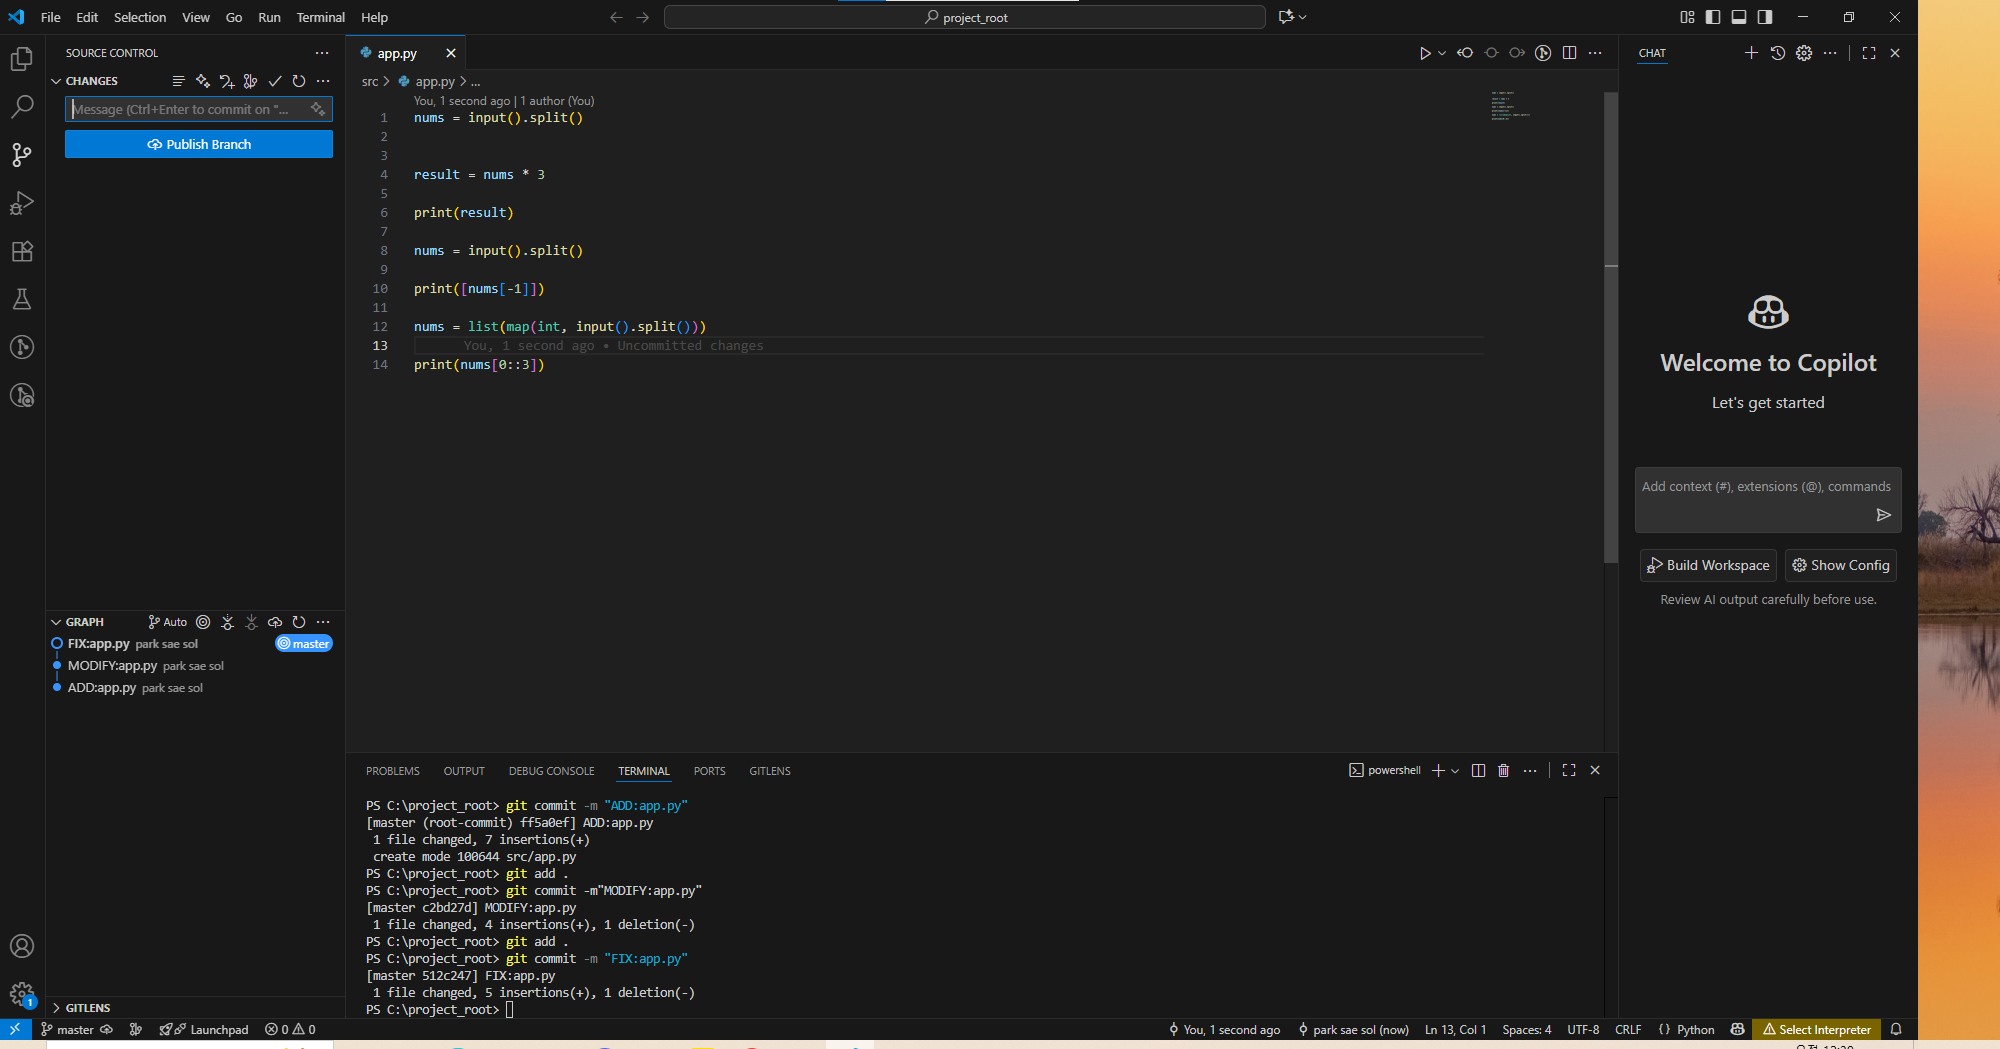 File Edit Selection View Go Run Terminal Help
project_root
SOURCE CONTROL
CHANGES
Message (Ctrl+Enter to commit on "...
Publish Branch
app.py
src > app.py > ...
You, 1 second ago | 1 author (You)
1 nums = input().split()
2
3
4 result = nums * 3
5
6 print(result)
7
8 nums = input().split()
9
10 print([nums[-1]])
11
12 nums = list(map(int, input().split()))
13 You, 1 second ago • Uncommitted changes
14 print(nums[0::3])
CHAT
Welcome to Copilot
Let's get started
Add context (#), extensions (@), commands
Build Workspace
Show Config
Review AI output carefully before use.
GRAPH
Auto
FIX:app.py park sae sol master
MODIFY:app.py park sae sol
ADD:app.py park sae sol
GITLENS
PROBLEMS OUTPUT DEBUG CONSOLE TERMINAL PORTS GITLENS
powershell
PS C:\project_root> git commit -m "ADD:app.py"
[master (root-commit) ff5a0ef] ADD:app.py
1 file changed, 7 insertions(+)
create mode 100644 src/app.py
PS C:\project_root> git add .
PS C:\project_root> git commit -m"MODIFY:app.py"
[master c2bd27d] MODIFY:app.py
1 file changed, 4 insertions(+), 1 deletion(-)
PS C:\project_root> git add .
PS C:\project_root> git commit -m "FIX:app.py"
[master 512c247] FIX:app.py
1 file changed, 5 insertions(+), 1 deletion(-)
PS C:\project_root>
1
master
Launchpad
0 0
You, 1 second ago
park sae sol (now)
Ln 13, Col 1
Spaces: 4
UTF-8
CRLF
{} Python
Select Interpreter